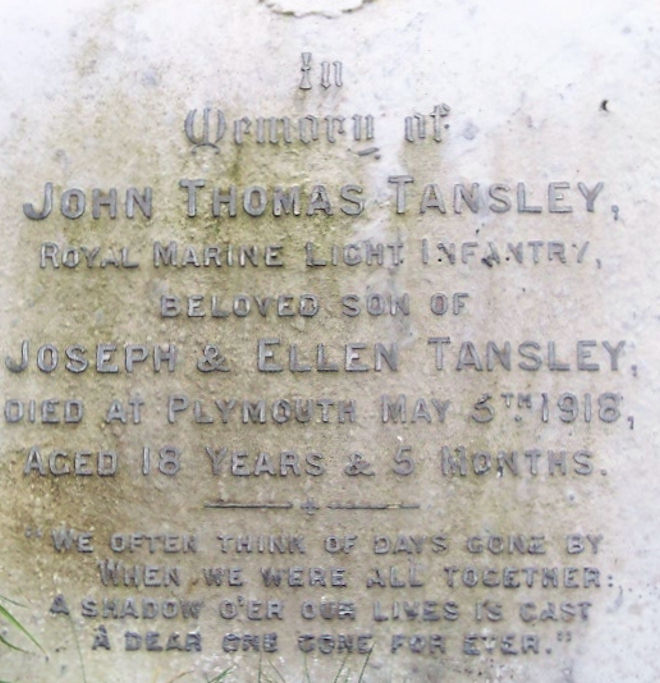 In
Memory of
JOHN THOMAS TANSLEY,
ROYAL MARINE LIGHT INFANTRY,
BELOVED SON OF
JOSEPH & ELLEN TANSLEY,
DIED AT PLYMOUTH MAY 5TH 1918,
AGED 18 YEARS & 5 MONTHS.
"WE OFTEN THINK OF DAYS GONE BY
WHEN WE WERE ALL TOGETHER:
A SHADOW O'ER OUR LIVES IS CAST
A DEAR ONE GONE FOR EVER."